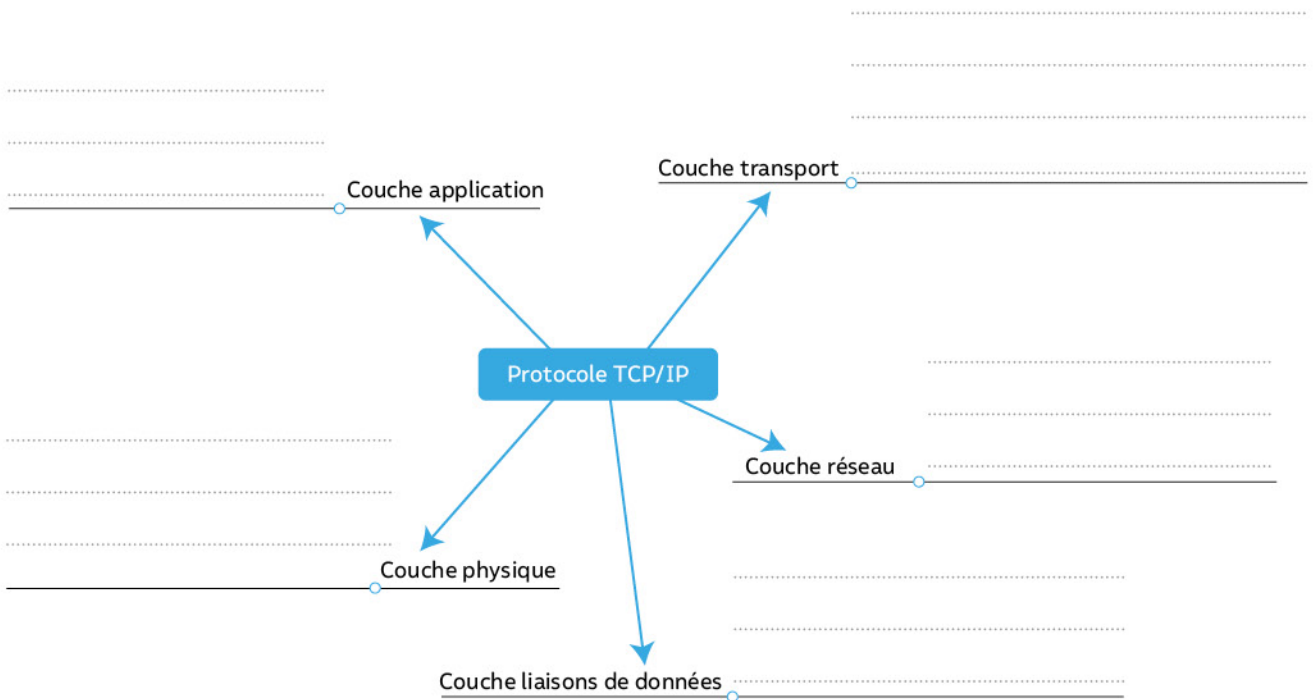 Couche transport
Couche application
Protocole TCP/IP
Couche réseau
Couche physique
Couche liaisons de données